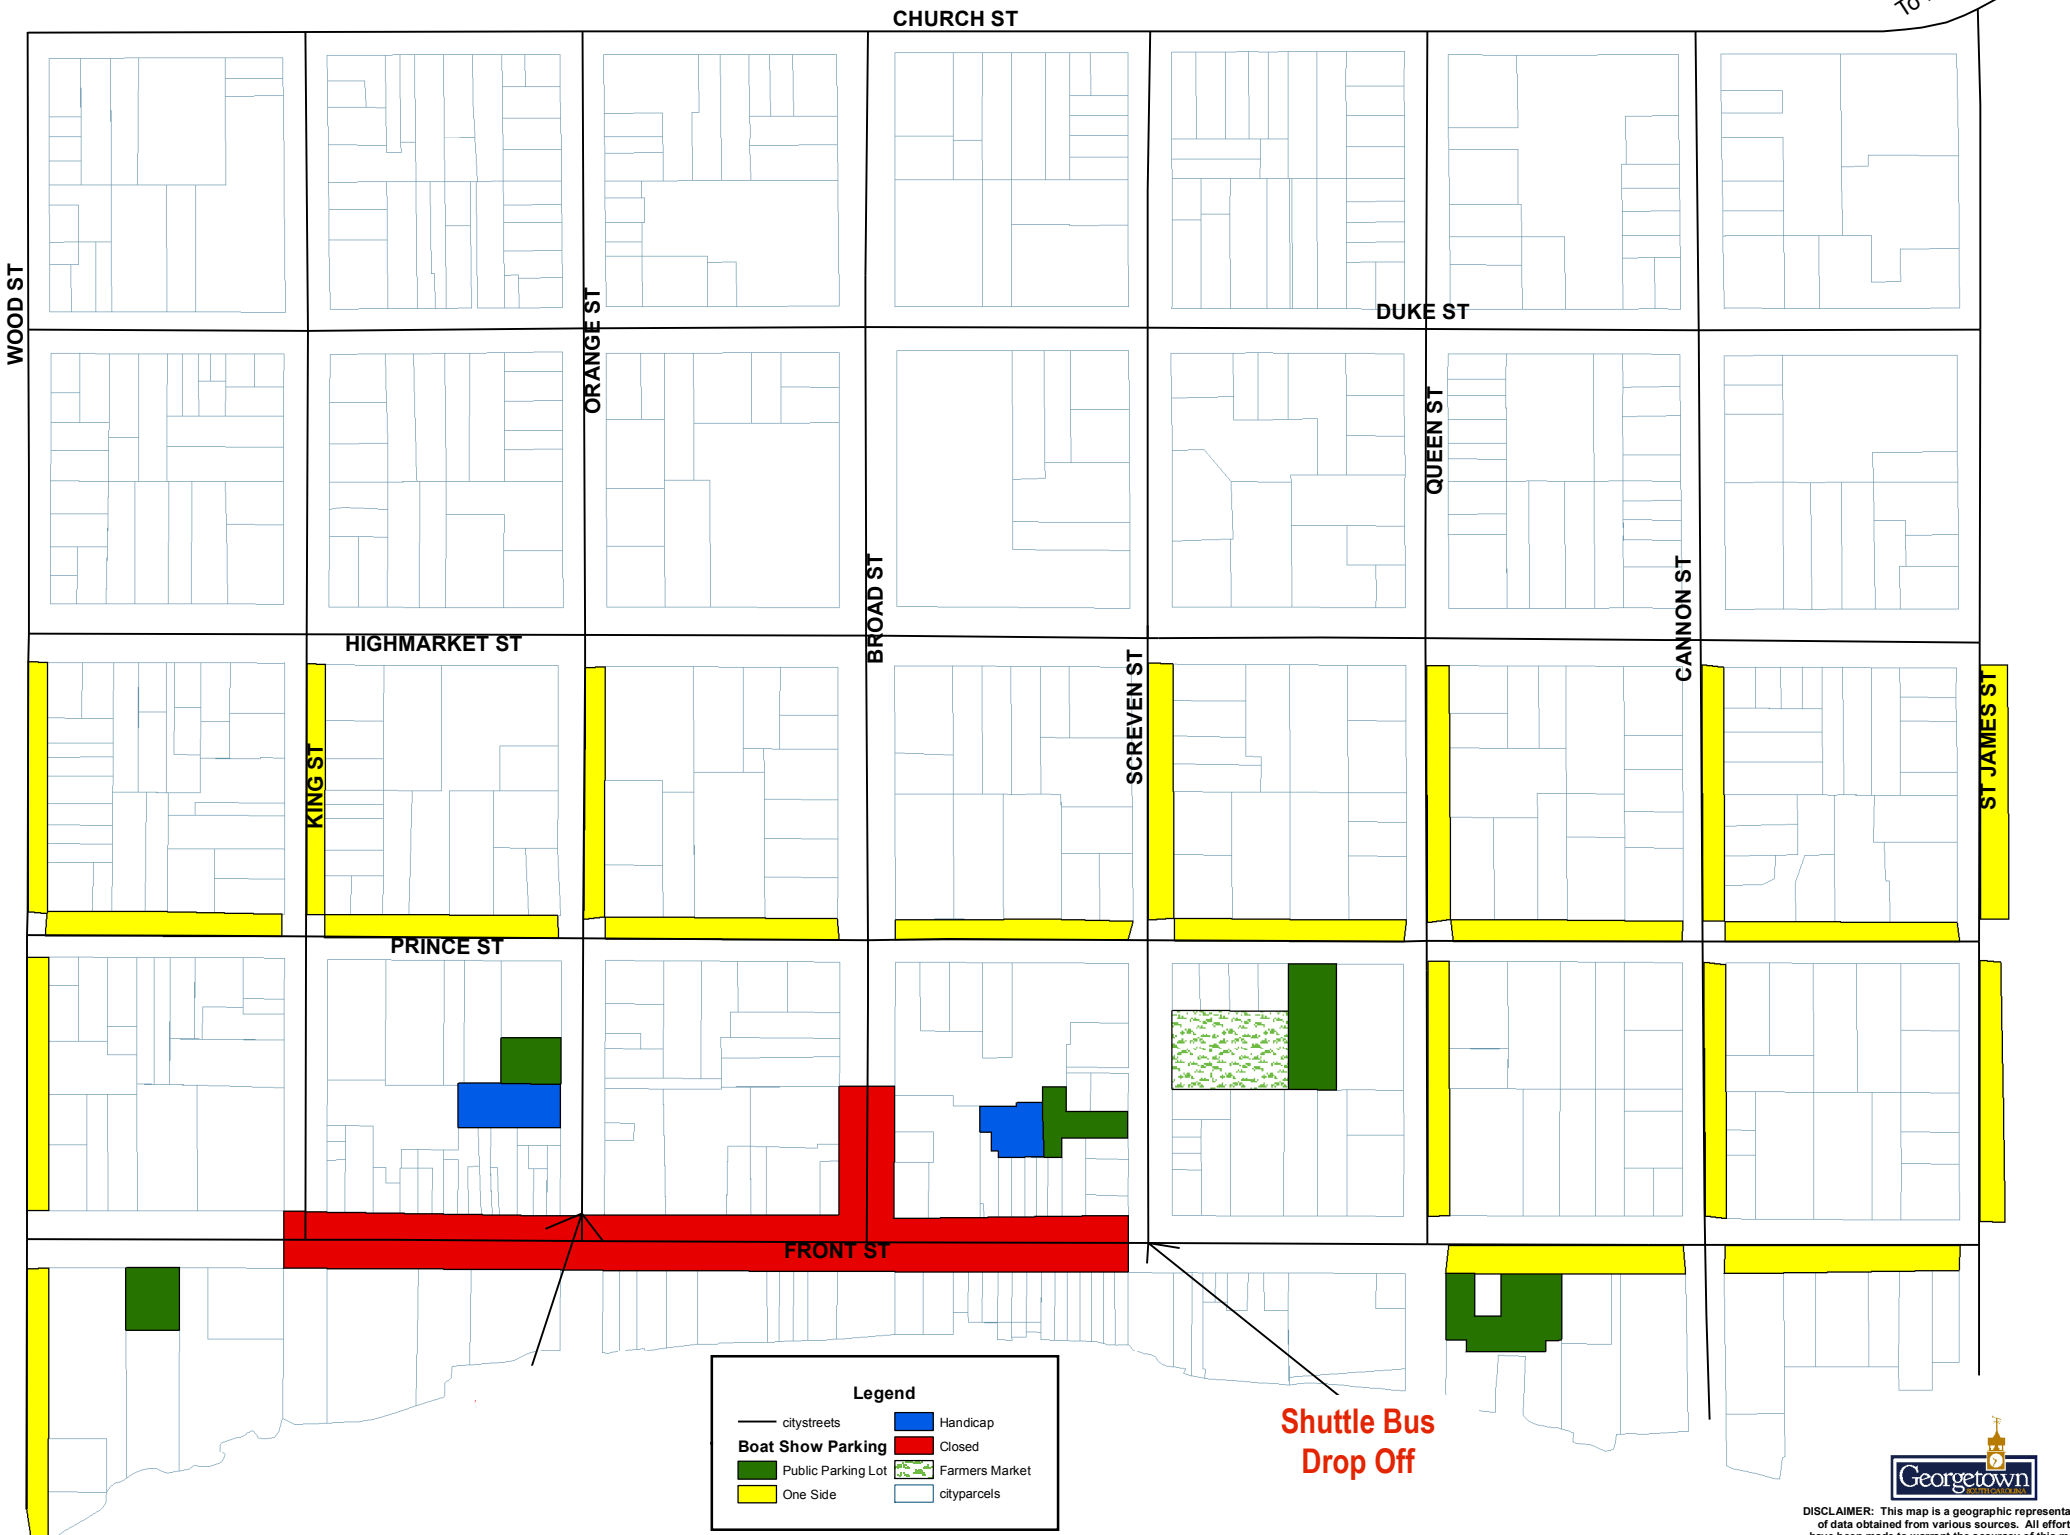 CHURCH ST
To
WOOD ST
ORANGE ST
DUKE ST
QUEEN ST
BROAD ST
CANNON ST
HIGHMARKET ST
SCREVEN ST
KING ST
ST JAMES ST
PRINCE ST
FRONT ST
Legend
citystreets
Boat Show Parking
Public Parking Lot
One Side
Handicap
Closed
Farmers Market
cityparcels
Shuttle Bus
Drop Off
Georgetown
SOUTH CAROLINA
DISCLAIMER: This map is a geographic representa
of data obtained from various sources. All effort